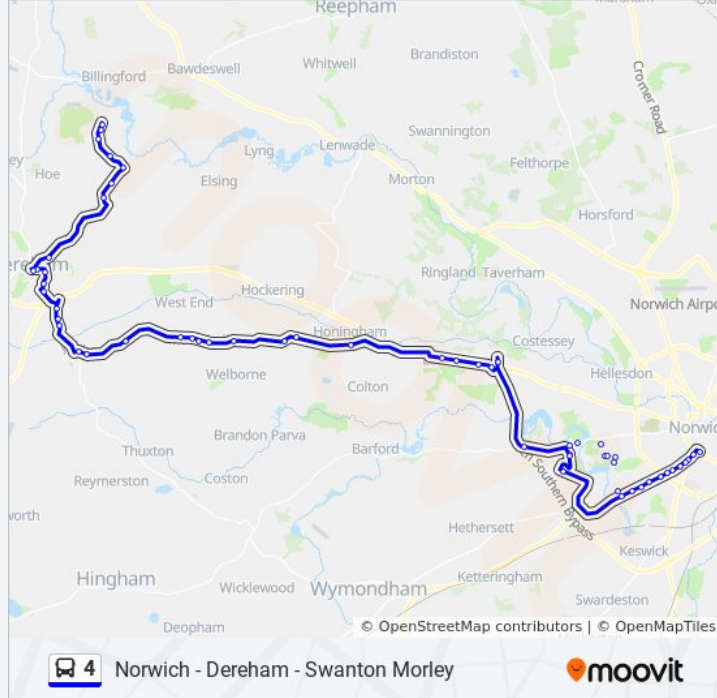 Reepham
Brandiston
Whitwell
Bawdeswell
Billingford
Cromer Road
Swannington
Lenwade
Lyng
Felthorpe
Hoe
Elsing
Morton
Horsford
Ringland
Taverham
Hockering
West End
Norwich Airpo
Honingham
Costessey
Hellesdon
Welborne
Colton
Norwic
Brandon Parva
Barford
Thuxton
Coston
Reymerston
Southern Bypass
Hethersett
Keswick
Hingham
Ketteringham
Wicklewood
Wymondham
Swardeston
Deopham
© OpenStreetMap contributors | © OpenMapTiles
4 Norwich - Dereham - Swanton Morley
moovit